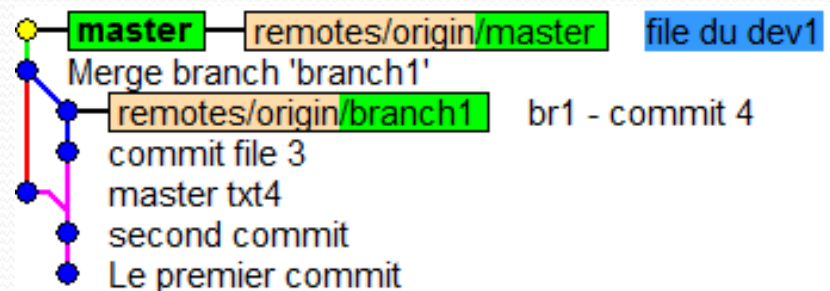 master remotes/origin/master file du dev1
Merge branch 'branch1'
remotes/origin/branch1 br1 - commit 4
commit file 3
master txt4
second commit
Le premier commit